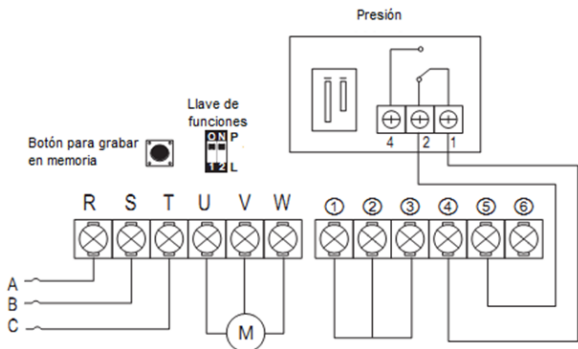 Presión
4 2 1
Llave de
funciones
ON P
1 2 L
Botón para grabar
en memoria
R S T U V W
① ② ③ ④ ⑤ ⑥
A
B
C
M